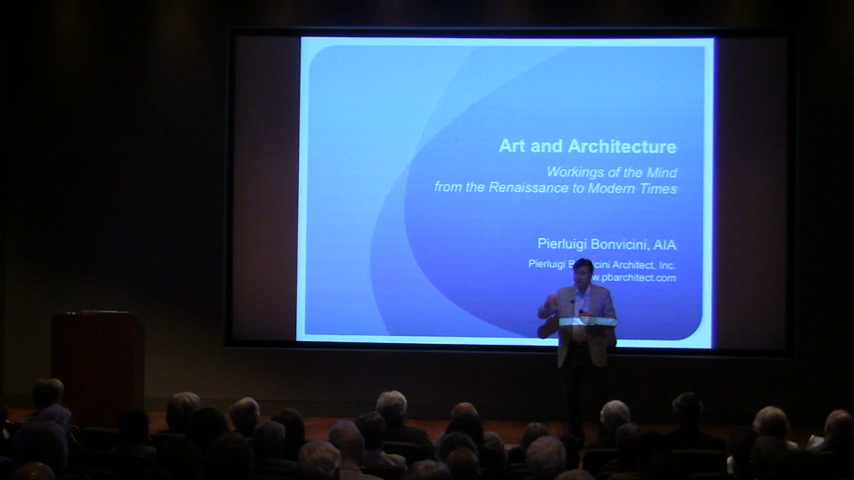 Art and Architecture
Workings of the Mind
from the Renaissance to Modern Times
Pierluigi Bonvicini, AIA
Pierluigi Architect, Inc.